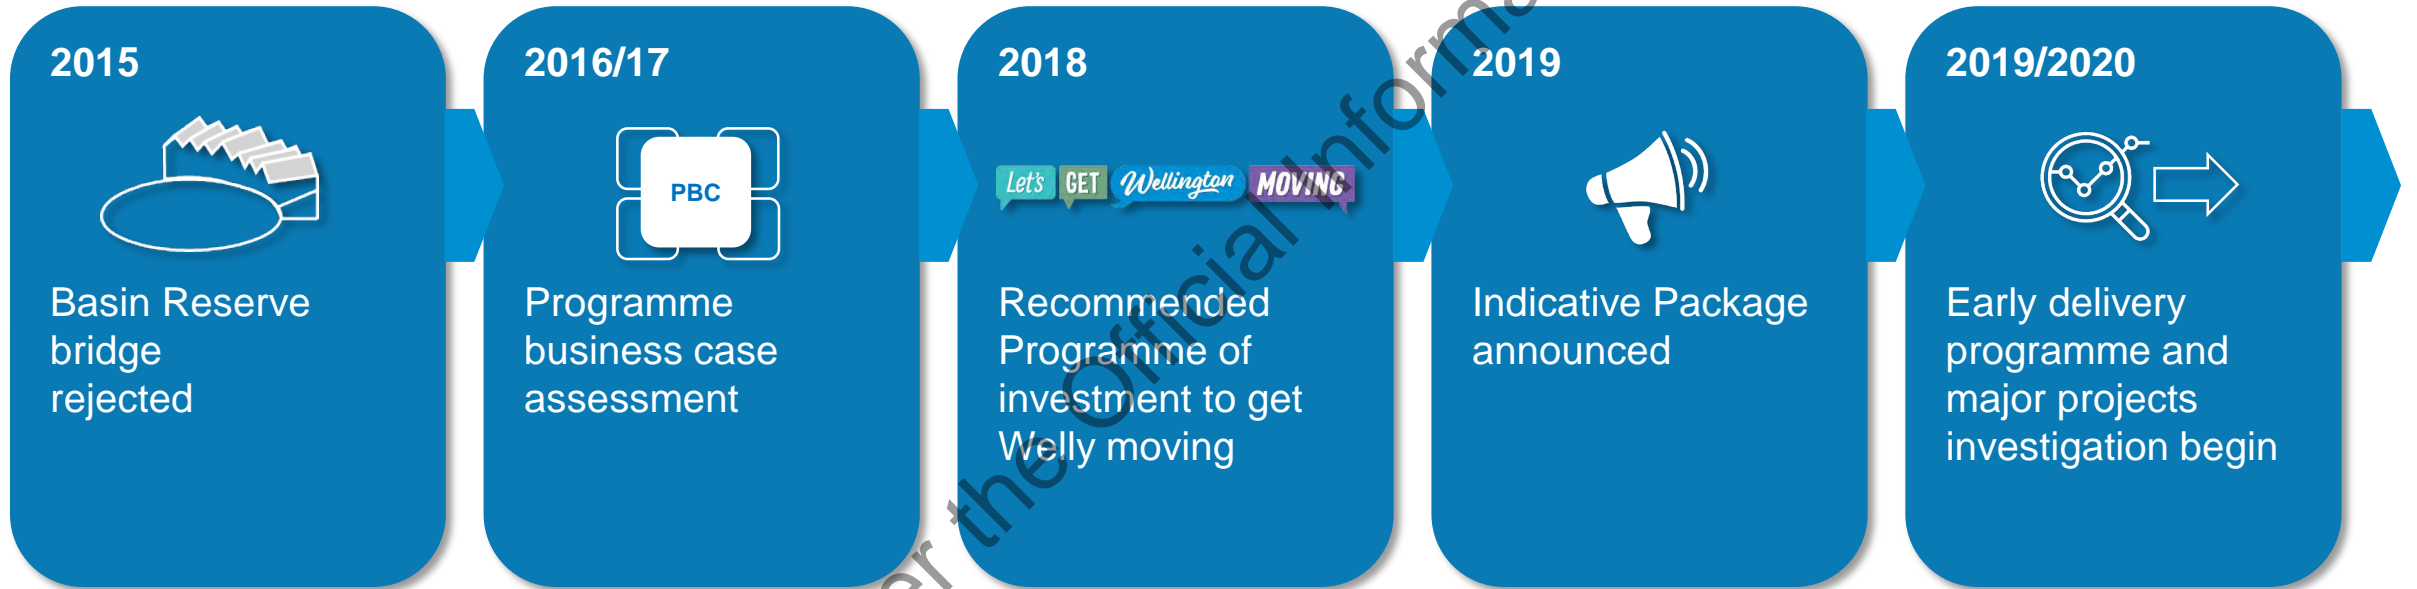 2015
Basin Reserve
bridge
rejected
2016/17
PBC
Programme
business case
assessment
2018
Let's GET Wellington MOVING
Recommended
Programme of
investment to get
Welly moving
2019
Indicative Package
announced
2019/2020
Early delivery
programme and
major projects
investigation begin
the Official